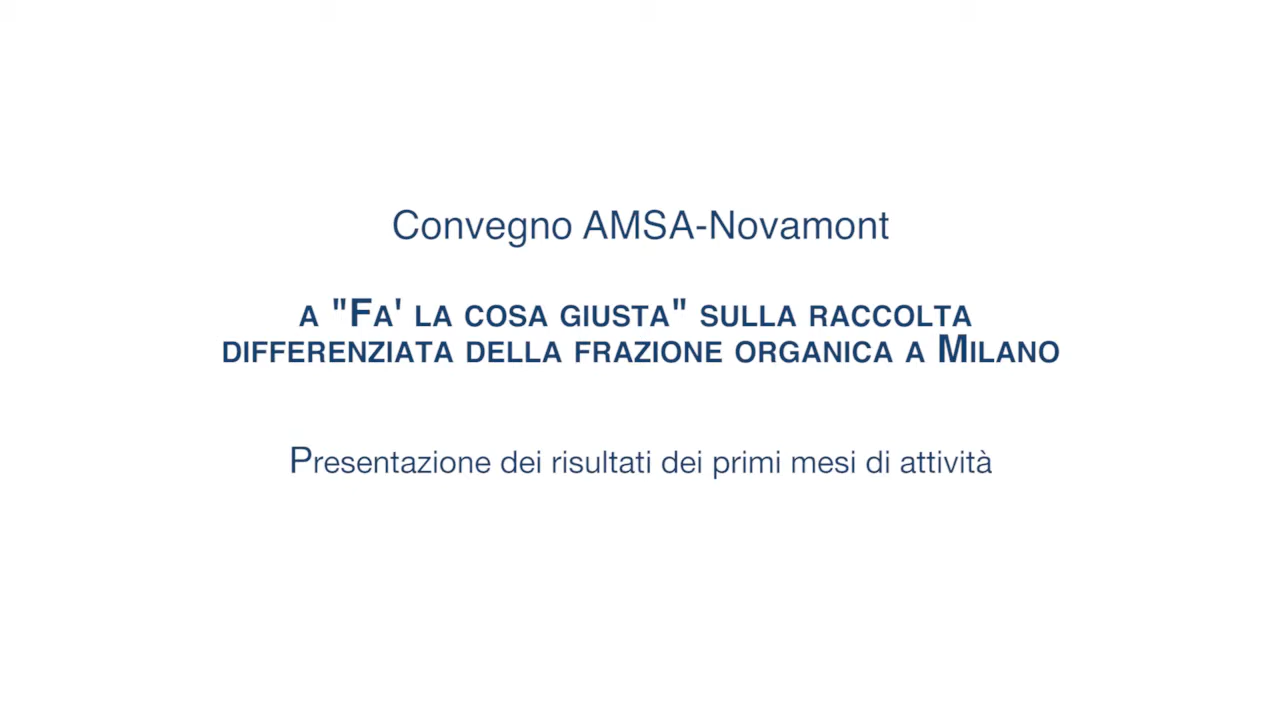 Convegno AMSA-Novamont
A "FA' LA COSA GIUSTA" SULLA RACCOLTA
DIFFERENZIATA DELLA FRAZIONE ORGANICA A MILANO
Presentazione dei risultati dei primi mesi di attività